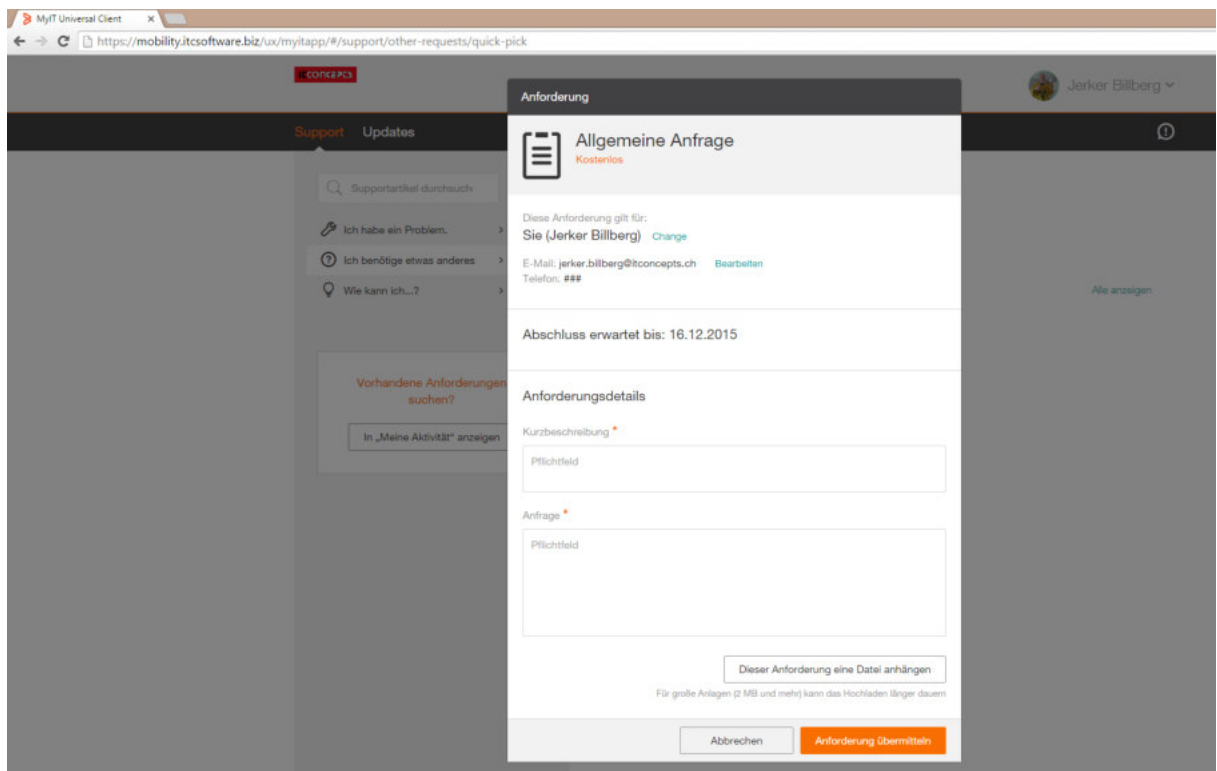 MyIT Universal Client
https://mobility.itcsoftware.biz/ux/myitapp/#/support/other-requests/quick-pick
itconcepts
Jerker Billberg
Support Updates
Supportartikel durchsuche
Ich habe ein Problem.
Ich benötige etwas anderes
Wie kann ich...?
Alle anzeigen
Vorhandene Anforderungen
suchen?
In „Meine Aktivität" anzeigen
Anforderung
Allgemeine Anfrage
Kostenlos
Diese Anforderung gilt für:
Sie (Jerker Billberg) Change
E-Mail: jerker.billberg@itconcepts.ch Bearbeiten
Telefon: ###
Abschluss erwartet bis: 16.12.2015
Anforderungsdetails
Kurzbeschreibung *
Pflichtfeld
Anfrage *
Pflichtfeld
Dieser Anforderung eine Datei anhängen
Für große Anlagen (2 MB und mehr) kann das Hochladen länger dauern
Abbrechen
Anforderung übermitteln